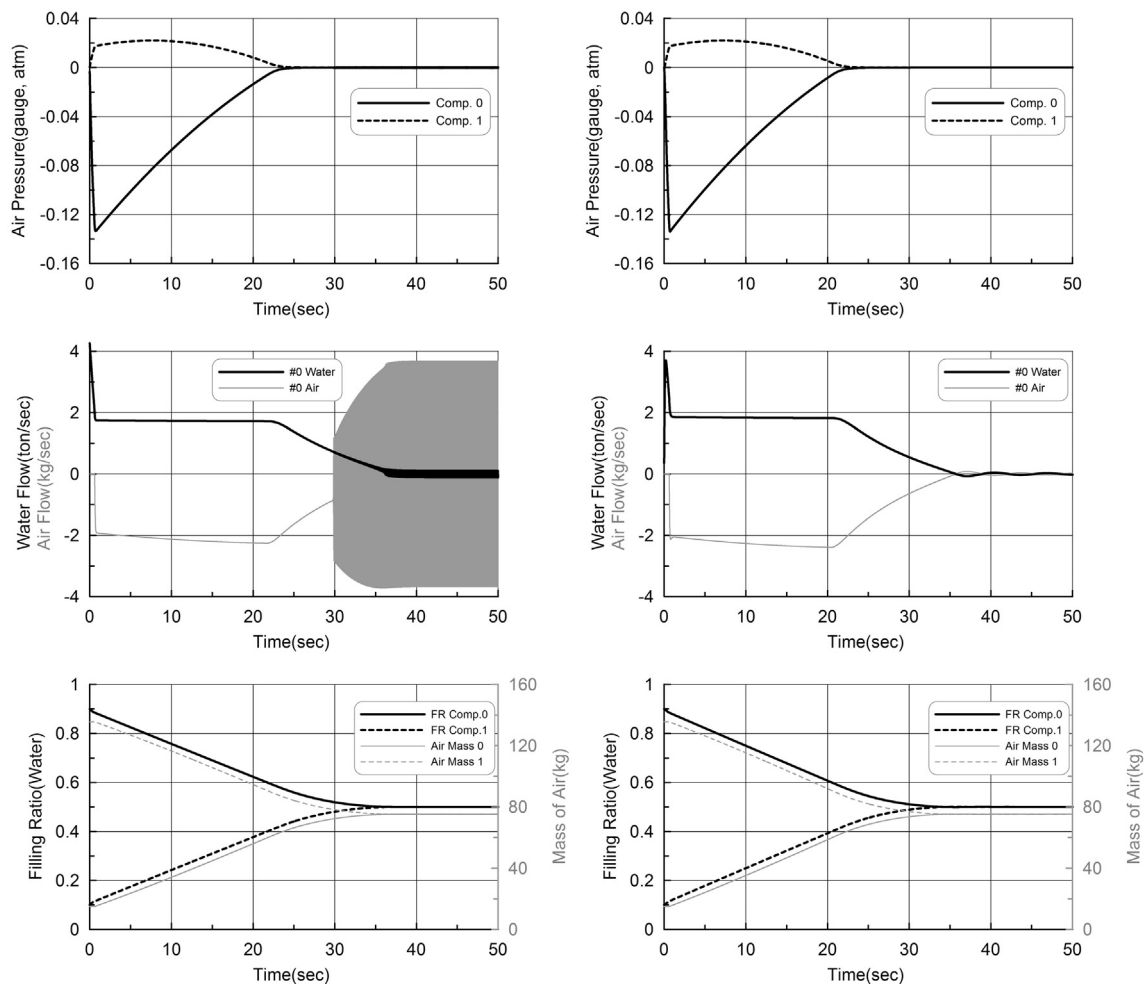 0.04
0
-0.04
-0.08
-0.12
-0.16
Air Pressure(gauge, atm)
Comp. 0
Comp. 1
0 10 20 30 40 50
Time(sec)
0.04
0
-0.04
-0.08
-0.12
-0.16
Air Pressure(gauge, atm)
Comp. 0
Comp. 1
0 10 20 30 40 50
Time(sec)
4
2
0
-2
-4
Water Flow(ton/sec)
Air Flow(kg/sec)
#0 Water
#0 Air
0 10 20 30 40 50
Time(sec)
4
2
0
-2
-4
Water Flow(ton/sec)
Air Flow(kg/sec)
#0 Water
#0 Air
0 10 20 30 40 50
Time(sec)
1
0.8
0.6
0.4
0.2
0
Filling Ratio(Water)
FR Comp.0
FR Comp.1
Air Mass 0
Air Mass 1
160
120
80
40
0
Mass of Air(kg)
0 10 20 30 40 50
Time(sec)
1
0.8
0.6
0.4
0.2
0
Filling Ratio(Water)
FR Comp.0
FR Comp.1
Air Mass 0
Air Mass 1
160
120
80
40
0
Mass of Air(kg)
0 10 20 30 40 50
Time(sec)